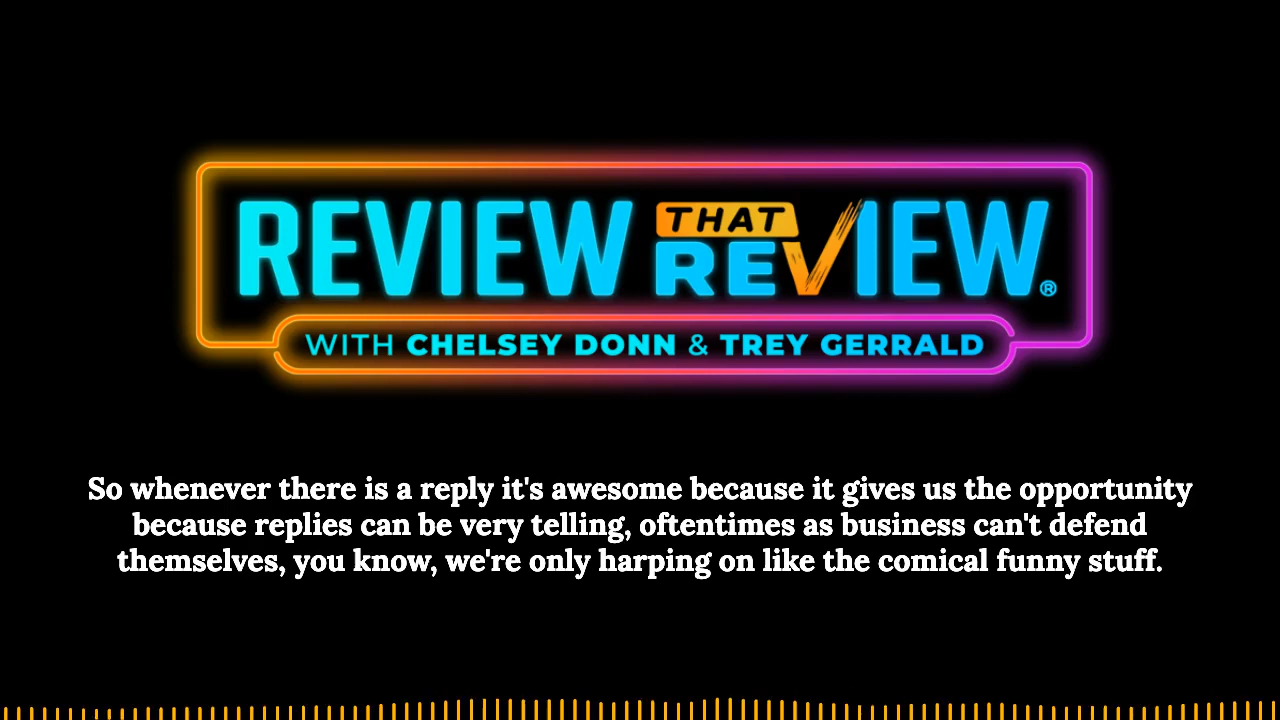 REVIEW THAT REVIEW®
WITH CHELSEY DONN & TREY GERRALD
So whenever there is a reply it's awesome because it gives us the opportunity
because replies can be very telling, oftentimes as business can't defend
themselves, you know, we're only harping on like the comical funny stuff.